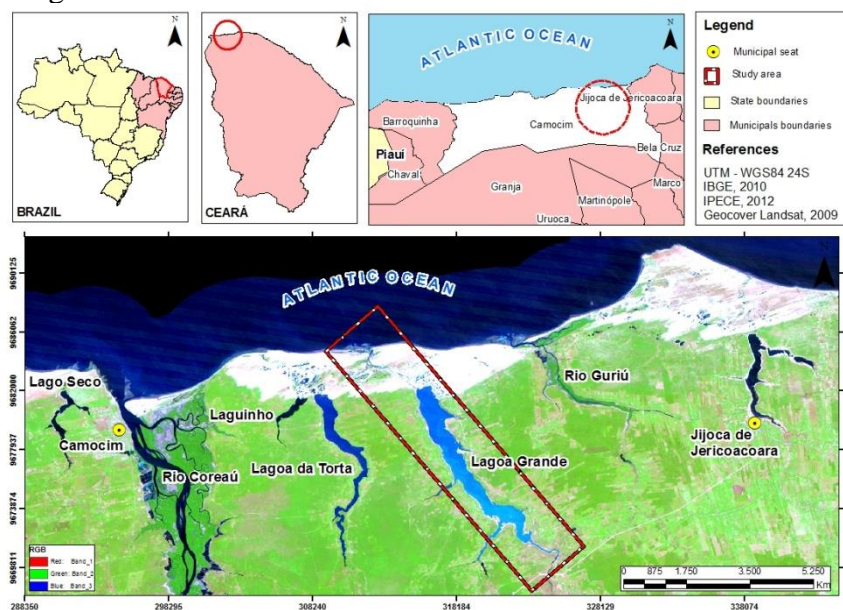 N
BRAZIL
N
CEARÁ
N
ATLANTIC OCEAN
Jijoca de Jericoacoara
Barroquinha
Camocim
Piauí
Bela Cruz
Chaval
Granja
Marco
Martinópole
Uruoca
Legend
Municipal seat
Study area
State boundaries
Municipals boundaries
References
UTM - WGS84 24S
IBGE, 2010
IPECE, 2012
Geocover Landsat, 2009
N
ATLANTIC OCEAN
9690125
9686062
9682000
9677937
9673874
9669811
Lago Seco
Camocim
Rio Coreaú
Laguinho
Lagoa da Torta
Lagoa Grande
Rio Guriú
Jijoca de
Jericoacoara
RGB
Red: Band_1
Green: Band_2
Blue: Band_3
0 875 1.750 3.500 5.250
Km
288350 298295 308240 318184 328129 338074